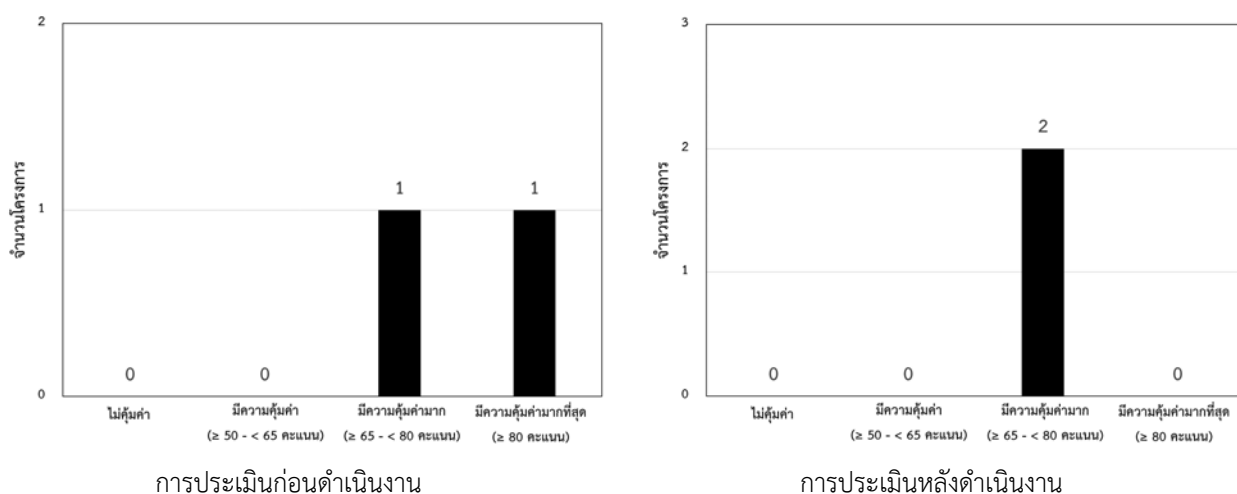 2
จำนวนโครงการ
1
1
1
0
0
0
ไม่คุ้มค่า
มีความคุ้มค่า
(≥ 50 - < 65 คะแนน)
มีความคุ้มค่ามาก
(≥ 65 - < 80 คะแนน)
มีความคุ้มค่ามากที่สุด
(≥ 80 คะแนน)
การประเมินก่อนดำเนินงาน
3
จำนวนโครงการ
2
2
1
0
0
0
0
ไม่คุ้มค่า
มีความคุ้มค่า
(≥ 50 - < 65 คะแนน)
มีความคุ้มค่ามาก
(≥ 65 - < 80 คะแนน)
มีความคุ้มค่ามากที่สุด
(≥ 80 คะแนน)
การประเมินหลังดำเนินงาน